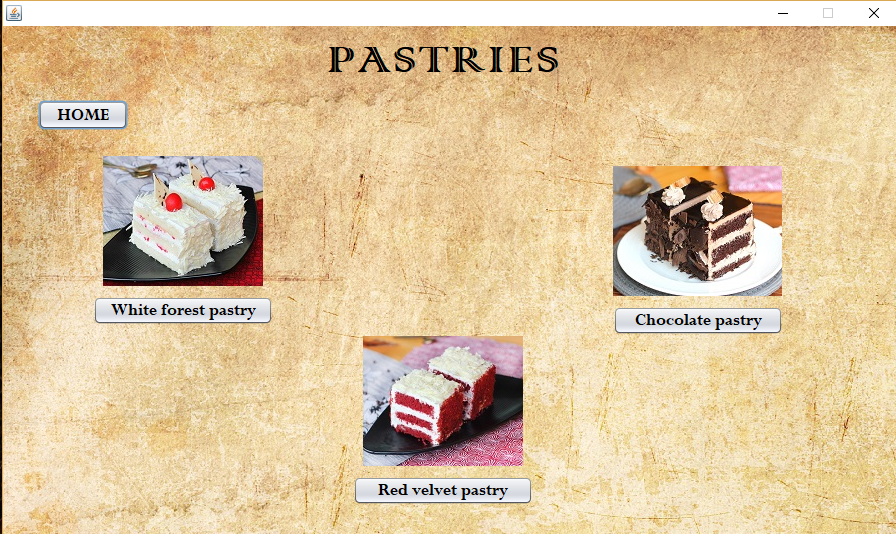 PASTRIES
HOME
White forest pastry
Chocolate pastry
Red velvet pastry